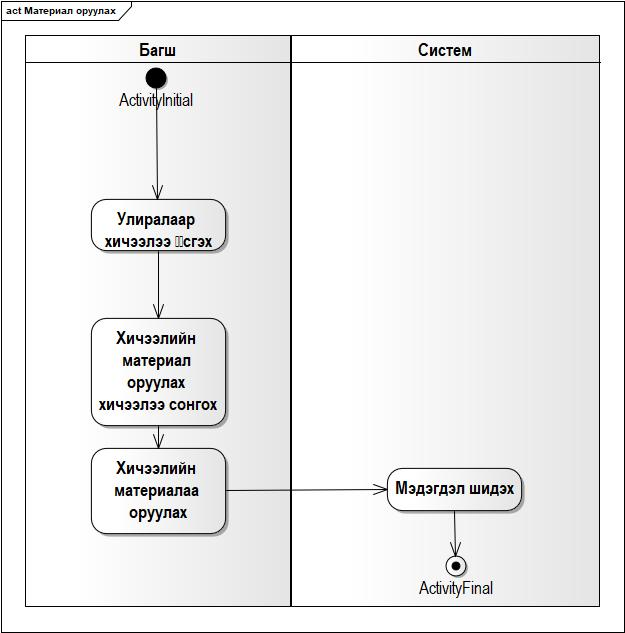 act Материал оруулах
Багш
Систем
ActivityInitial
Улиралаар
хичээлээ
Хичээлийн
материал
оруулах
хичээлээ сонгох
Хичээлийн
материалаа
оруулах
Мэдэгдэл шидэх
ActivityFinal